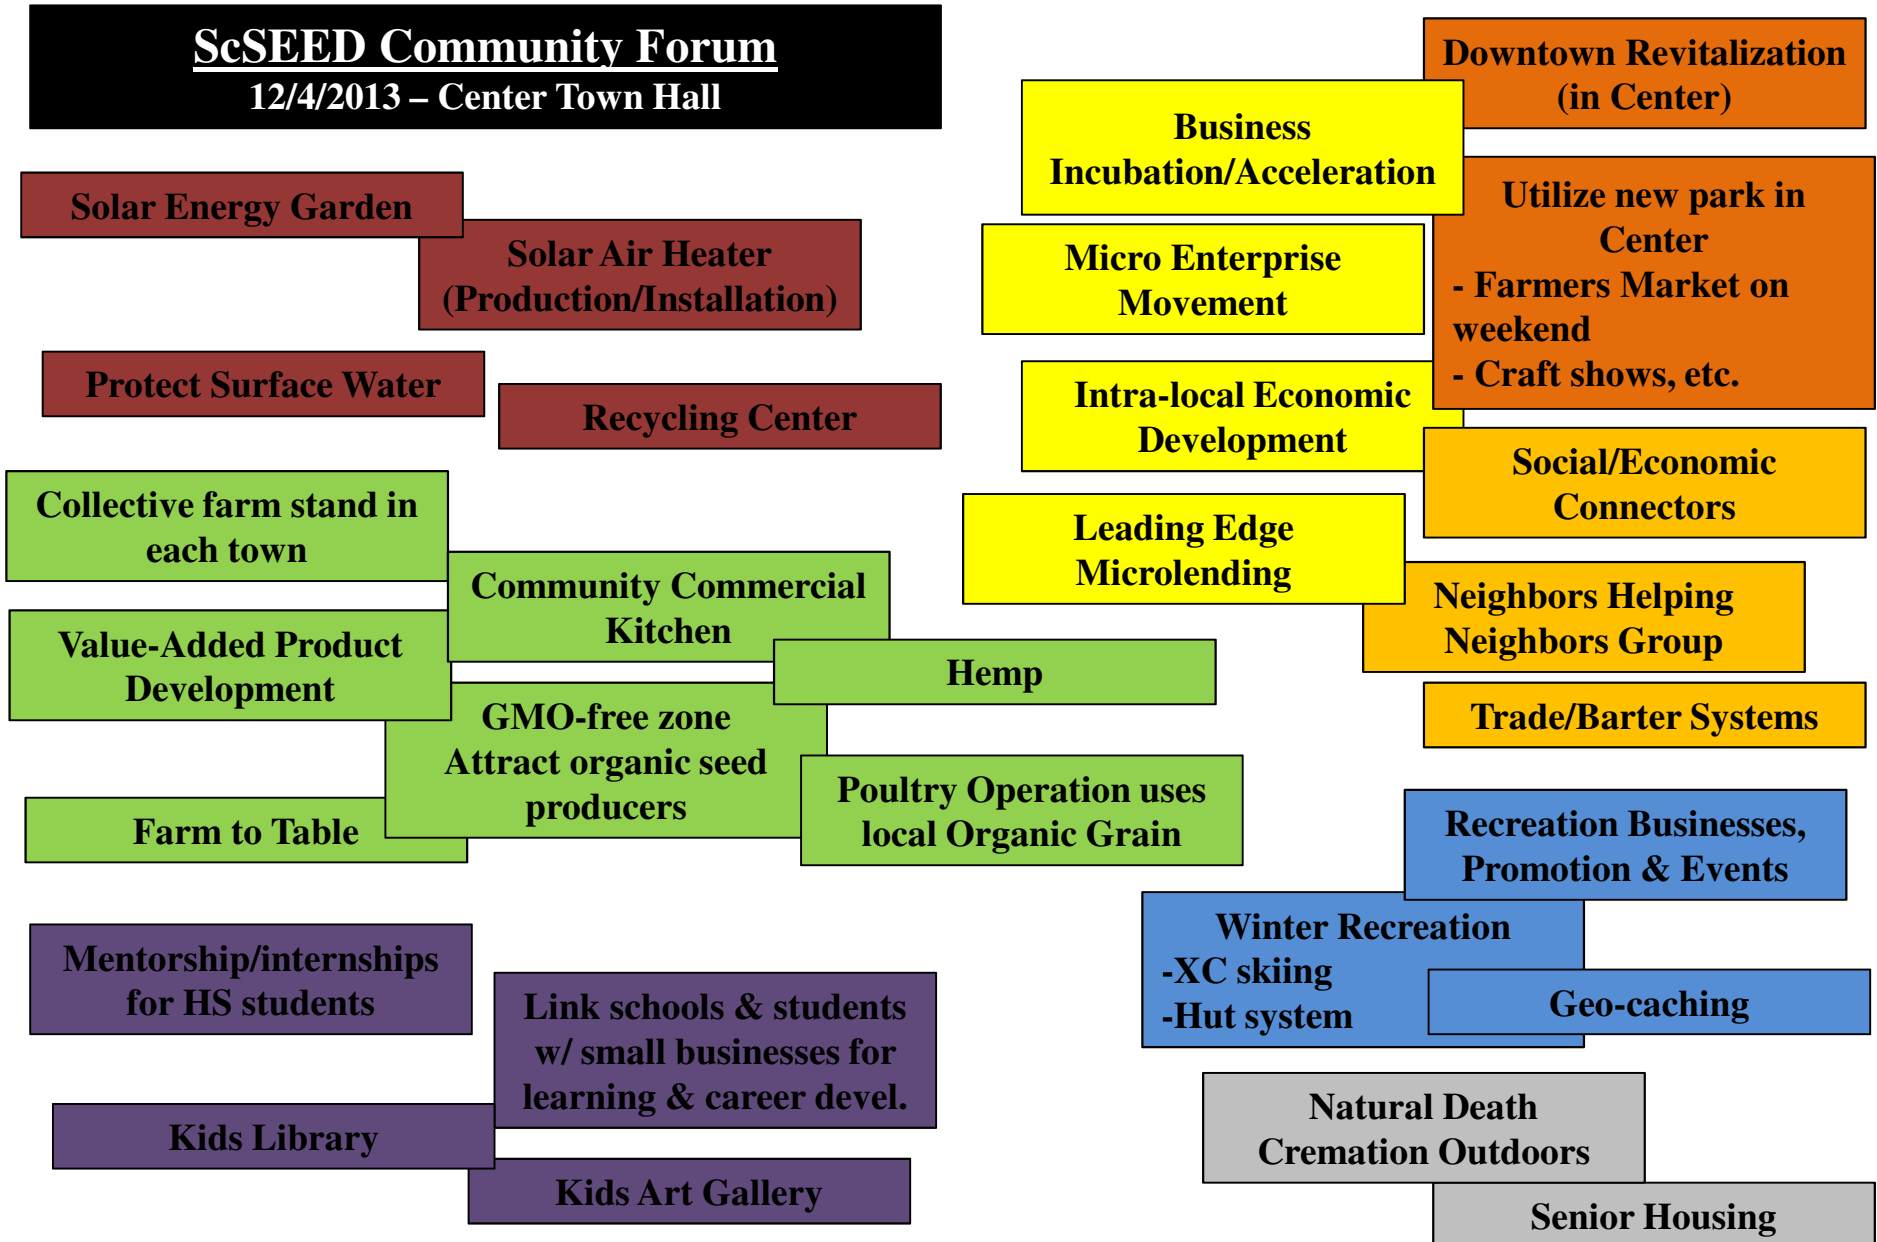 ScSEED Community Forum
12/4/2013 – Center Town Hall
Solar Energy Garden
Solar Air Heater
(Production/Installation)
Protect Surface Water
Recycling Center
Collective farm stand in
each town
Community Commercial
Kitchen
Value-Added Product
Development
Hemp
GMO-free zone
Attract organic seed
producers
Farm to Table
Poultry Operation uses
local Organic Grain
Mentorship/internships
for HS students
Link schools & students
w/ small businesses for
learning & career devel.
Kids Library
Kids Art Gallery
Downtown Revitalization
(in Center)
Business
Incubation/Acceleration
Utilize new park in
Center
- Farmers Market on
weekend
- Craft shows, etc.
Micro Enterprise
Movement
Intra-local Economic
Development
Social/Economic
Connectors
Leading Edge
Microlending
Neighbors Helping
Neighbors Group
Trade/Barter Systems
Recreation Businesses,
Promotion & Events
Winter Recreation
-XC skiing
-Hut system
Geo-caching
Natural Death
Cremation Outdoors
Senior Housing